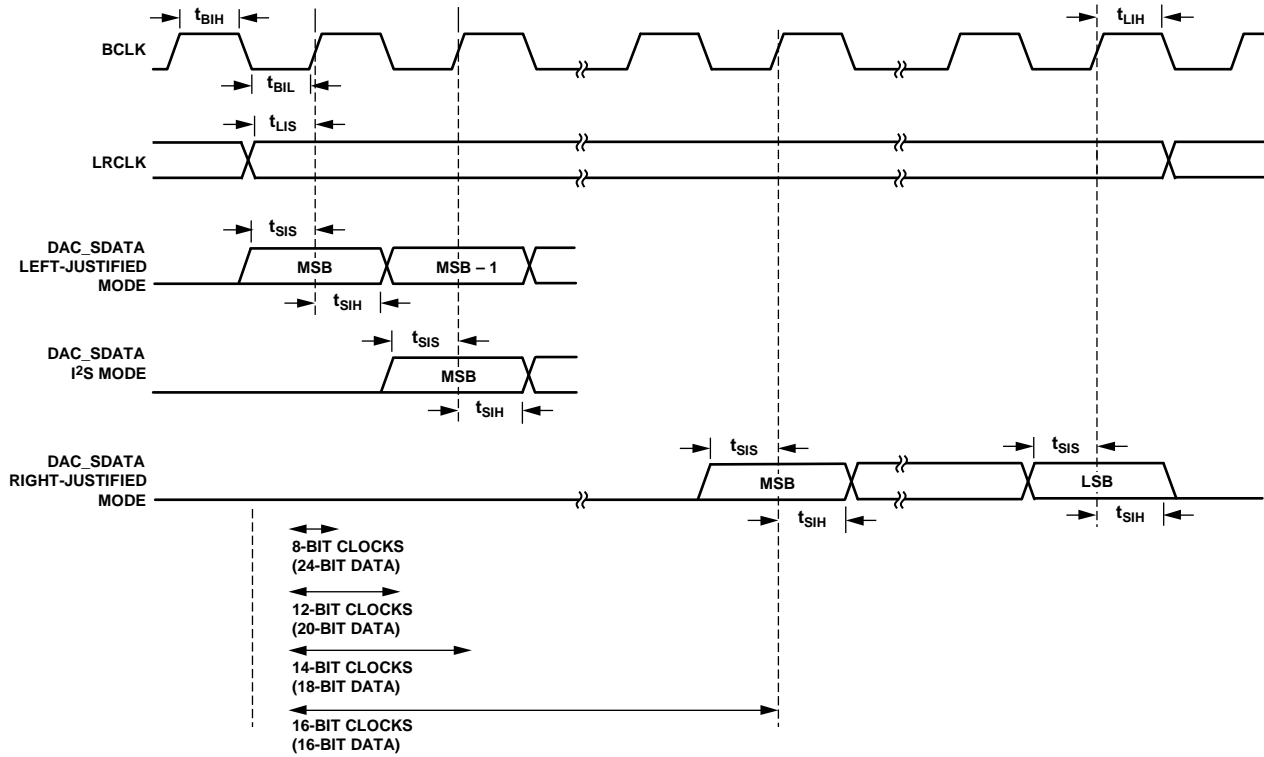 tBIH
tLIH
BCLK
tBIL
tLIS
LRCLK
tSIS
DAC_SDATA
LEFT-JUSTIFIED
MODE
MSB
MSB – 1
tSIH
tSIS
DAC_SDATA
I2S MODE
MSB
tSIH
tSIS
tSIS
DAC_SDATA
RIGHT-JUSTIFIED
MODE
MSB
LSB
tSIH
tSIH
8-BIT CLOCKS
(24-BIT DATA)
12-BIT CLOCKS
(20-BIT DATA)
14-BIT CLOCKS
(18-BIT DATA)
16-BIT CLOCKS
(16-BIT DATA)